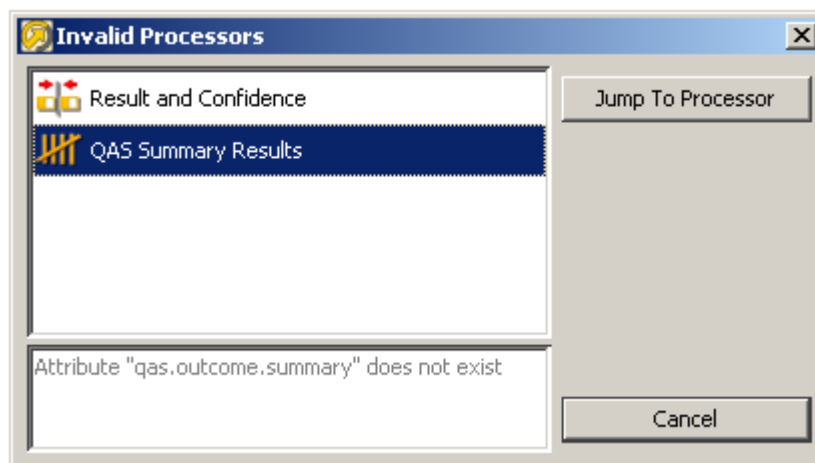 Invalid Processors
Result and Confidence
Jump To Processor
QAS Summary Results
Attribute "qas.outcome.summary" does not exist
Cancel